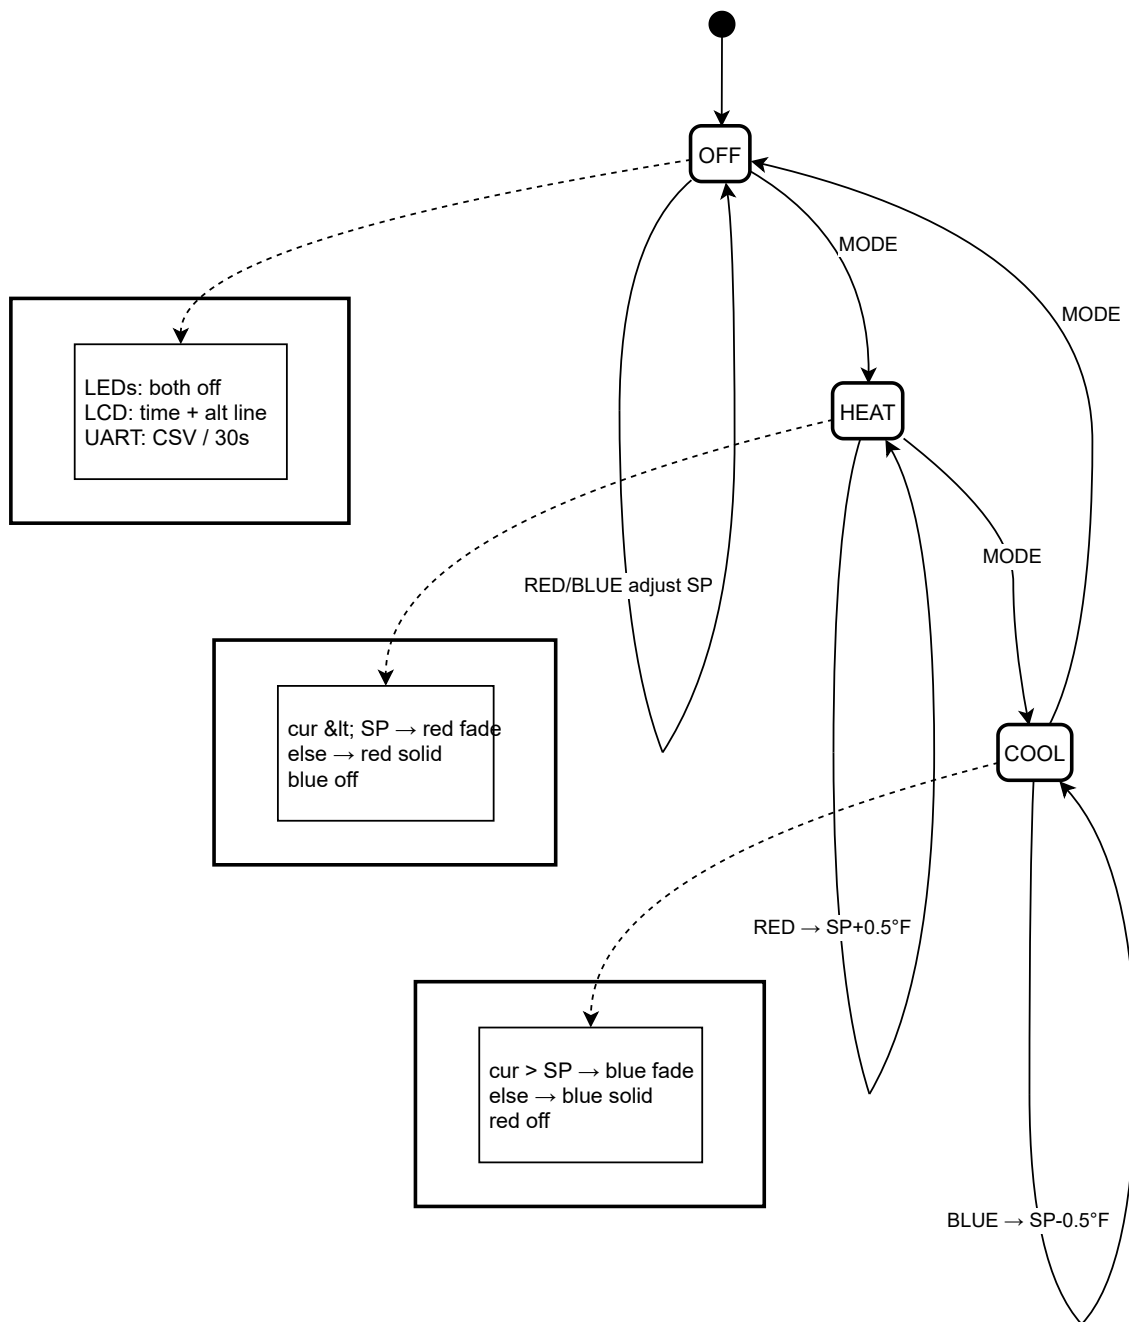 OFF
MODE
MODE
LEDs: both off
LCD: time + alt line
UART: CSV / 30s
HEAT
MODE
RED/BLUE adjust SP
cur &lt; SP → red fade
else → red solid
blue off
COOL
RED → SP+0.5°F
cur > SP → blue fade
else → blue solid
red off
BLUE → SP-0.5°F